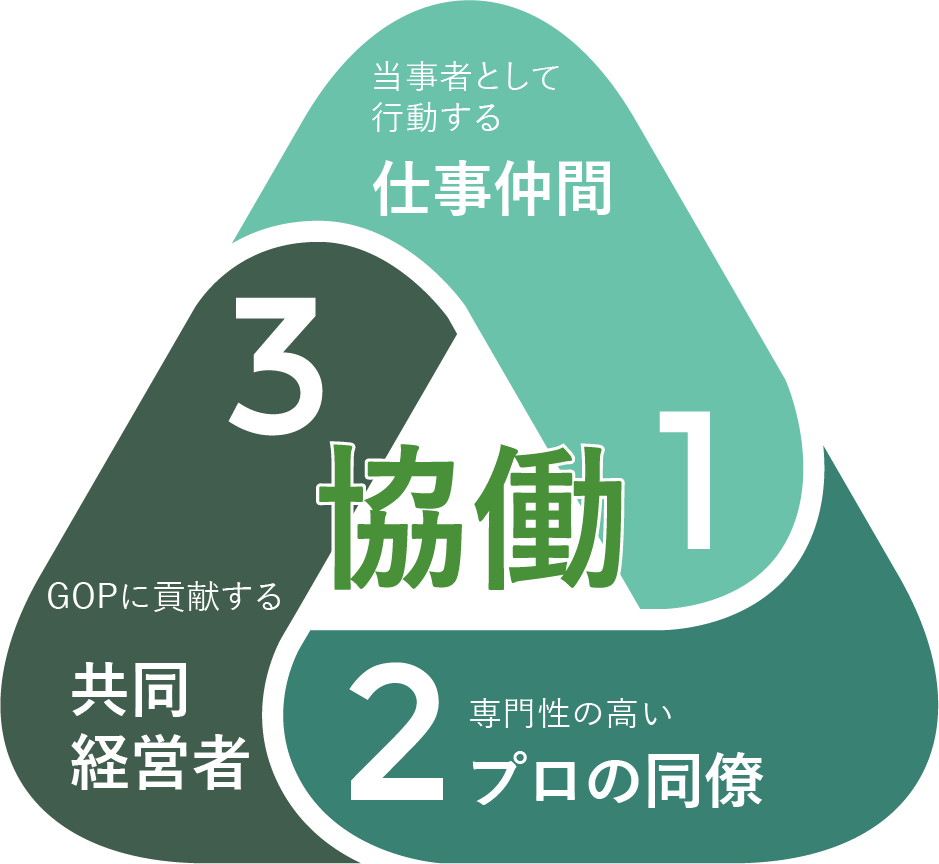 当事者として
行動する
仕事仲間
1
協働
2
専門性の高い
プロの同僚
3
GOPに貢献する
共同
経営者